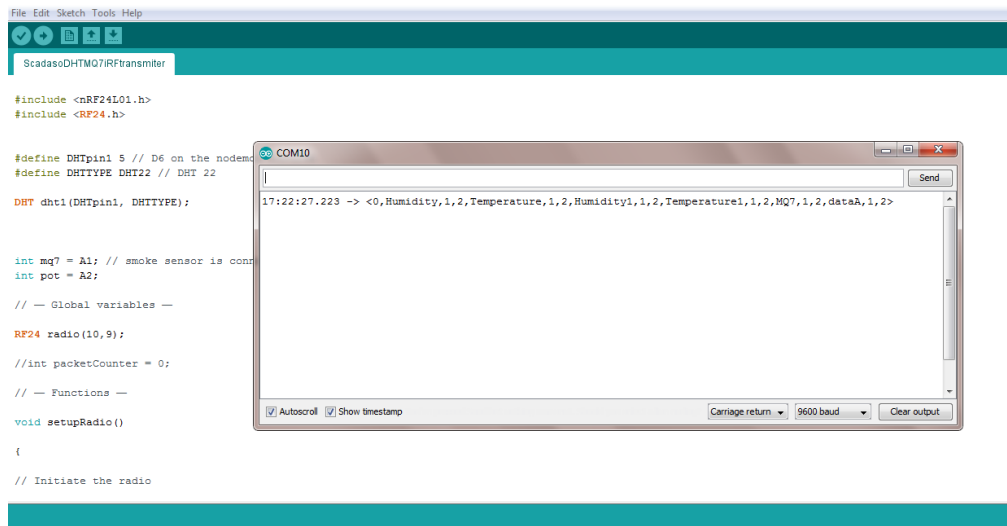 File Edit Sketch Tools Help
ScadasoDHTMQ7iRFtransmiter
#include <nRF24L01.h>
#include <RF24.h>
#define DHTpin1 5 // D6 on the nodemc
#define DHTTYPE DHT22 // DHT 22
DHT dht1(DHTpin1, DHTTYPE);
int mq7 = A1; // smoke sensor is conn
int pot = A2;
// — Global variables —
RF24 radio(10,9);
//int packetCounter = 0;
// — Functions —
void setupRadio()
{
// Initiate the radio
COM10
Send
17:22:27.223 -> <0,Humidity,1,2,Temperature,1,2,Humidity1,1,2,Temperature1,1,2,MQ7,1,2,dataA,1,2>
Autoscroll Show timestamp Carriage return 9600 baud Clear output